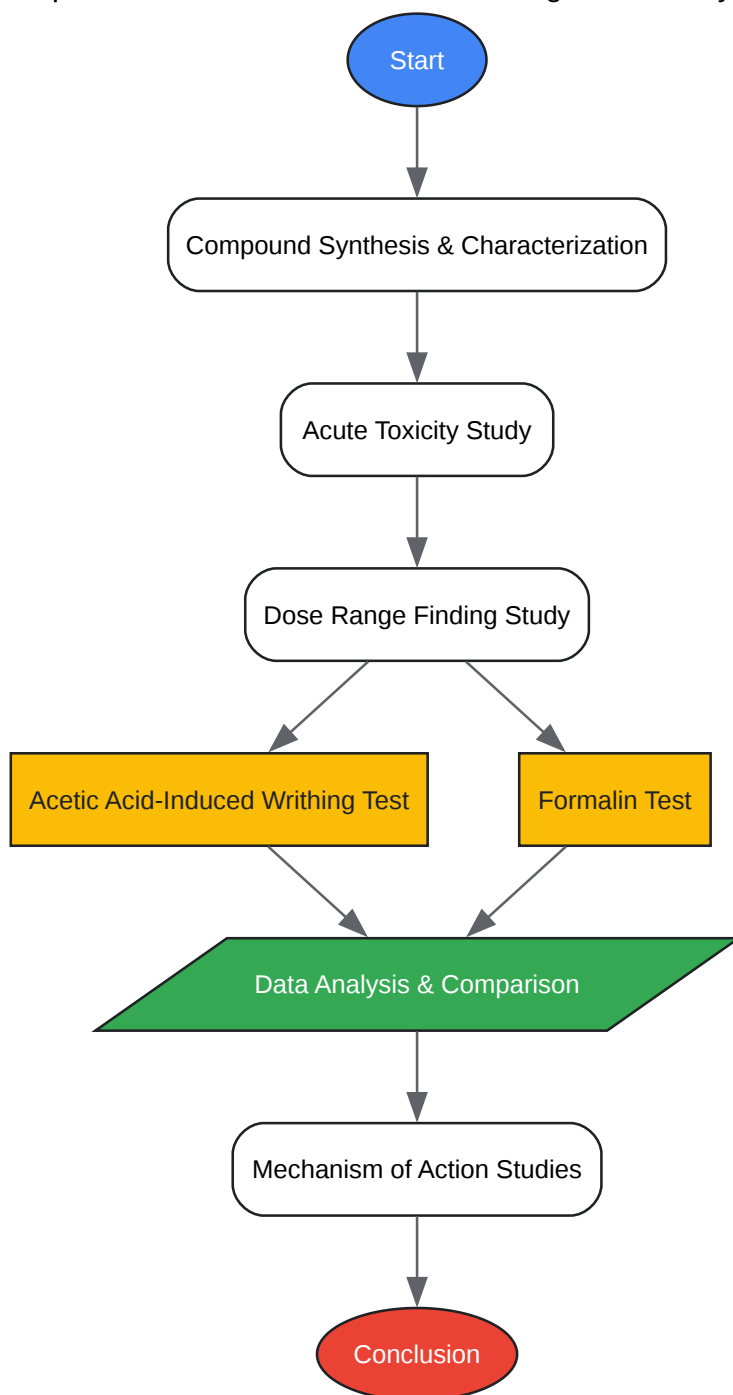 Start
Compound Synthesis & Characterization
Acute Toxicity Study
Dose Range Finding Study
Acetic Acid-Induced Writhing Test
Formalin Test
Data Analysis & Comparison
Mechanism of Action Studies
Conclusion